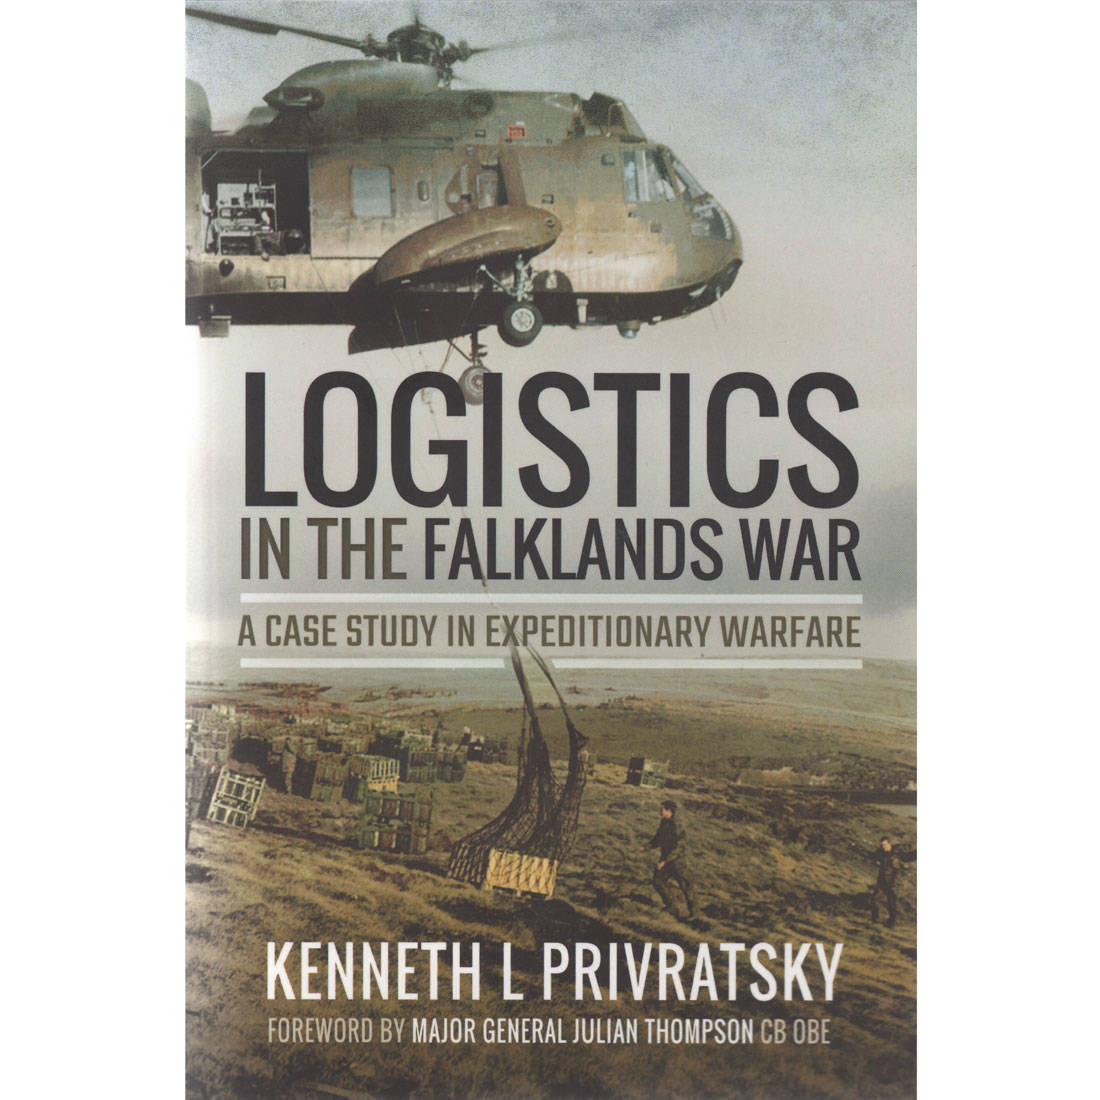 LOGISTICS
IN THE FALKLANDS WAR
A CASE STUDY IN EXPEDITIONARY WARFARE
KENNETH L PRIVRATSKY
FOREWORD BY MAJOR GENERAL JULIAN THOMPSON CB OBE